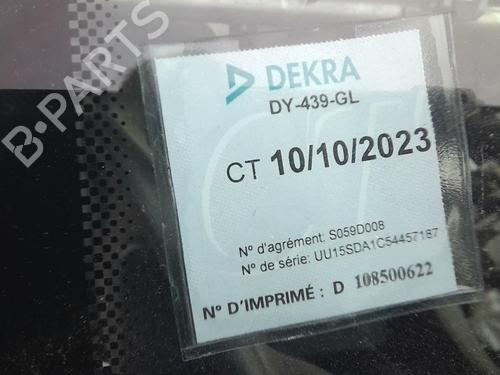 B-PARTS
DEKRA
DY-439-GL
CT 10/10/2023
N° d'agrément: S059D008
N° de série: UU15SDA1C54457187
N° D'IMPRIMÉ : D 108500622